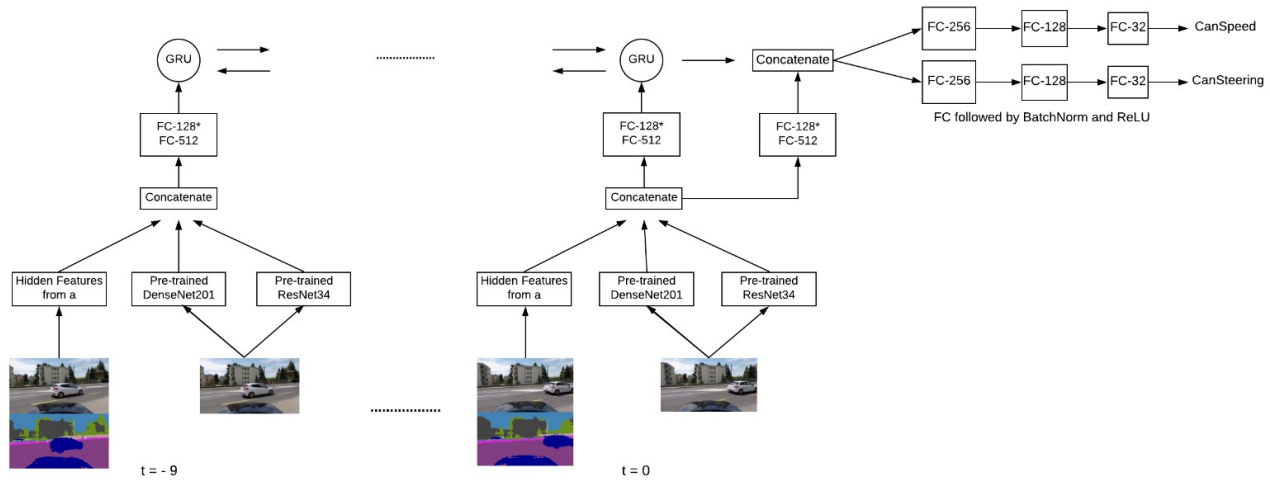 FC-256
FC-128
FC-32
CanSpeed
GRU
GRU
Concatenate
FC-256
FC-128
FC-32
CanSteering
FC followed by BatchNorm and ReLU
FC-128*
FC-512
FC-128*
FC-512
FC-128*
FC-512
Concatenate
Concatenate
Hidden Features
from a
Pre-trained
DenseNet201
Pre-trained
ResNet34
Hidden Features
from a
Pre-trained
DenseNet201
Pre-trained
ResNet34
t = - 9
t = 0